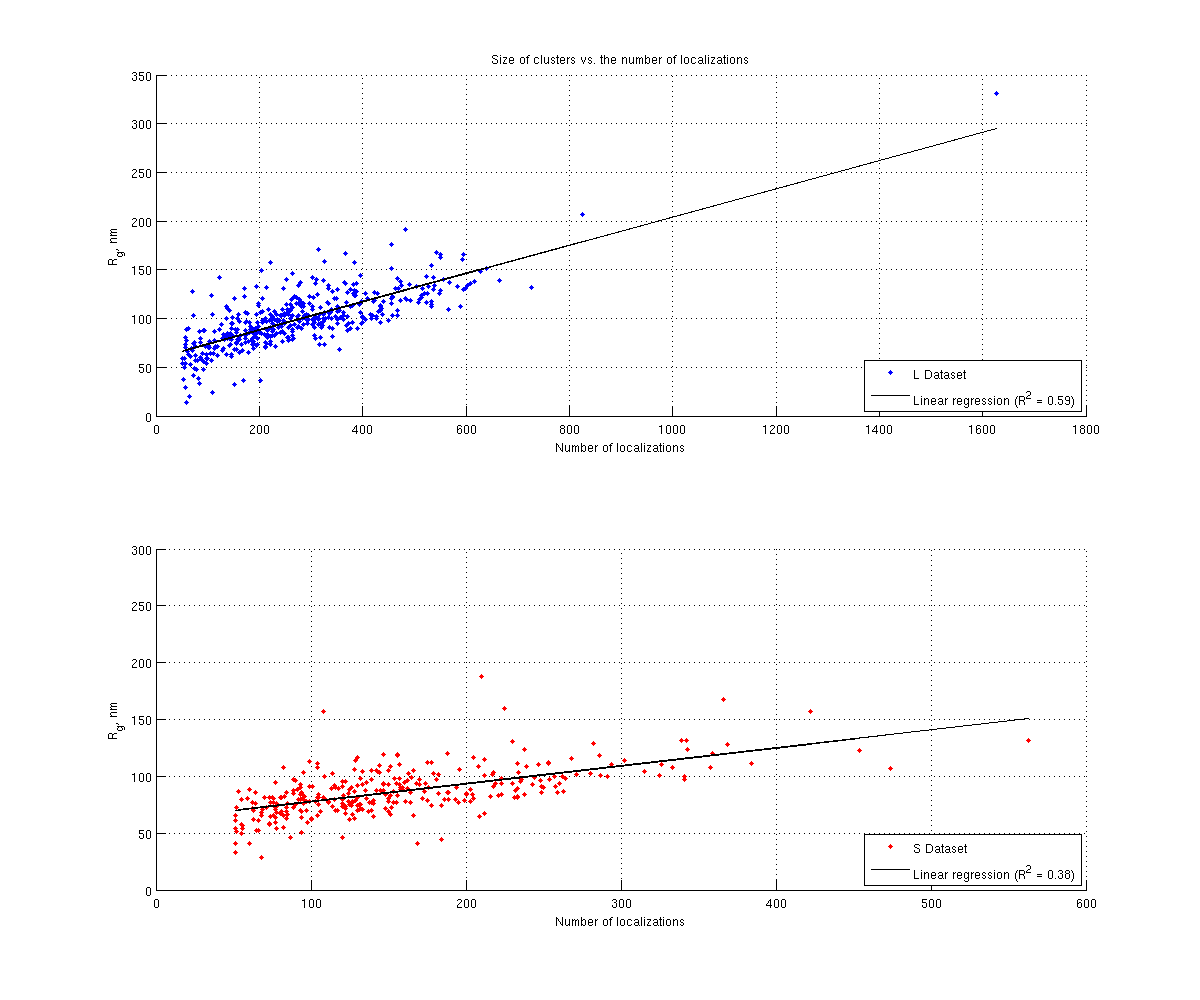 Size of clusters vs. the number of localizations
350
300
250
200
150
100
50
0
R_g, nm
0 200 400 600 800 1000 1200 1400 1600 1800
Number of localizations
L Dataset
Linear regression (R² = 0.59)
300
250
200
150
100
50
0
R_g, nm
0 100 200 300 400 500 600
Number of localizations
S Dataset
Linear regression (R² = 0.38)